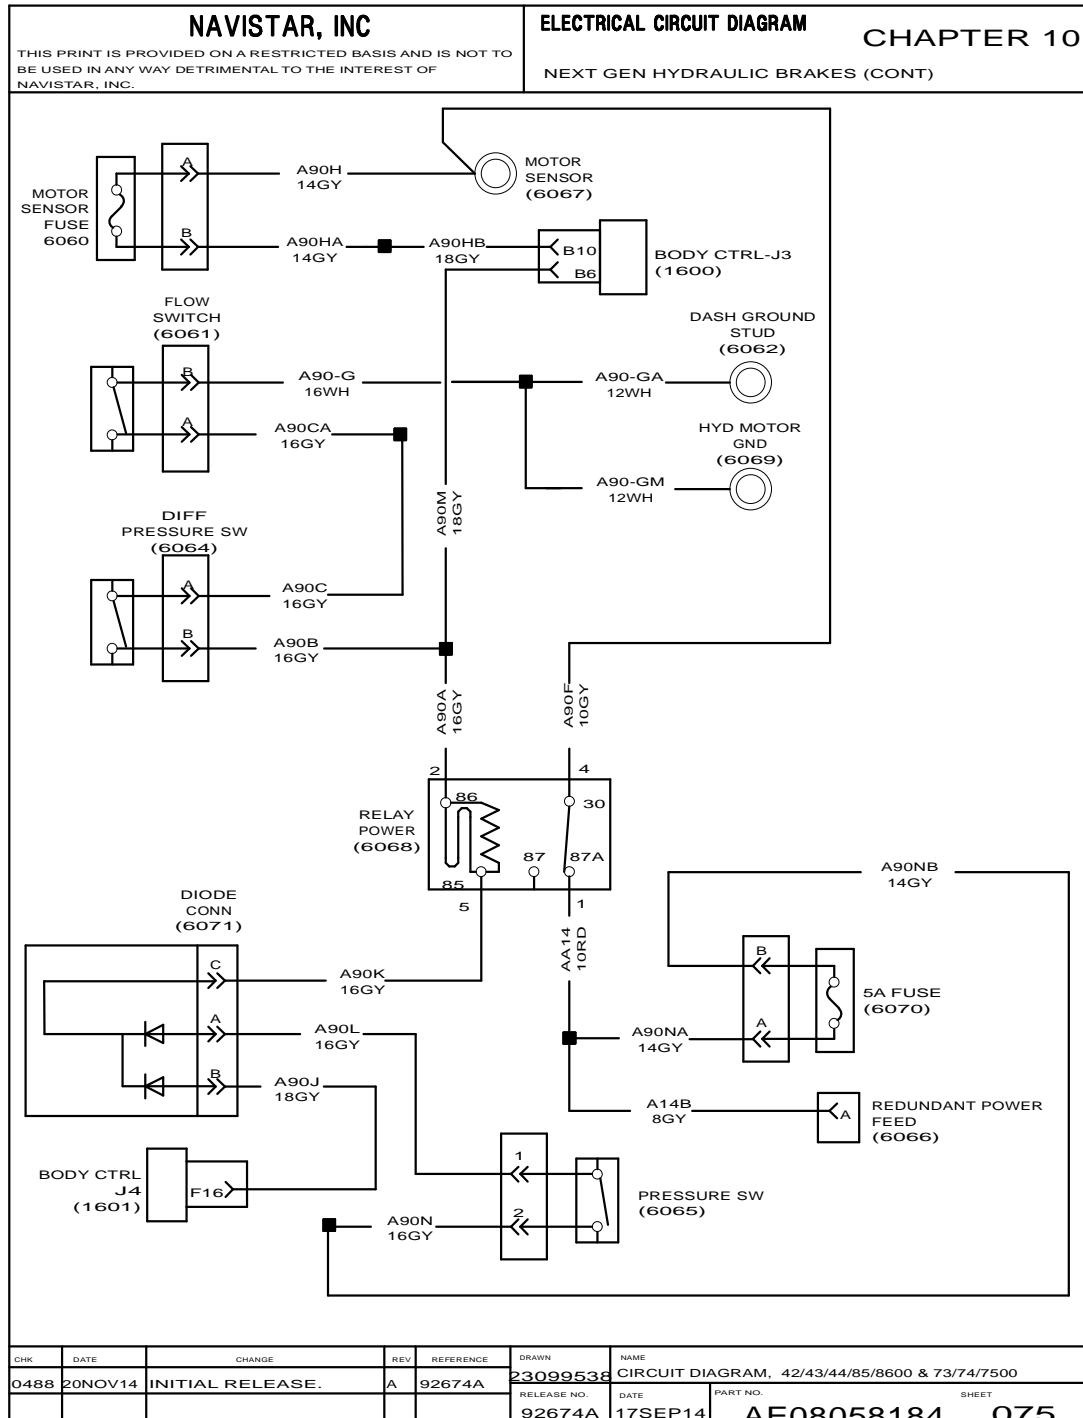 NAVISTAR, INC
THIS PRINT IS PROVIDED ON A RESTRICTED BASIS AND IS NOT TO
BE USED IN ANY WAY DETRIMENTAL TO THE INTEREST OF
NAVISTAR, INC.
ELECTRICAL CIRCUIT DIAGRAM
CHAPTER 10
NEXT GEN HYDRAULIC BRAKES (CONT)
MOTOR
SENSOR
FUSE
6060
A
B
A90H
14GY
MOTOR
SENSOR
(6067)
A90HA
14GY
A90HB
18GY
B10
B6
BODY CTRL-J3
(1600)
FLOW
SWITCH
(6061)
B
A
A90-G
16WH
A90CA
16GY
DASH GROUND
STUD
(6062)
A90-GA
12WH
HYD MOTOR
GND
(6069)
A90-GM
12WH
A90M
18GY
DIFF
PRESSURE SW
(6064)
A
B
A90C
16GY
A90B
16GY
A90A
16GY
A90F
10GY
2
4
RELAY
POWER
(6068)
86
30
87
87A
85
5
1
AA14
10RD
DIODE
CONN
(6071)
C
A
B
A90K
16GY
A90L
16GY
A90J
18GY
A90NB
14GY
B
A
5A FUSE
(6070)
A90NA
14GY
A14B
8GY
A
REDUNDANT POWER
FEED
(6066)
BODY CTRL
J4
(1601)
F16
1
2
A90N
16GY
PRESSURE SW
(6065)
CHK
DATE
CHANGE
REV
REFERENCE
DRAWN
NAME
0488
20NOV14
INITIAL RELEASE.
A
92674A
23099538
CIRCUIT DIAGRAM, 42/43/44/85/8600 & 73/74/7500
RELEASE NO.
DATE
PART NO.
SHEET
92674A
17SEP14
AE08058184
075